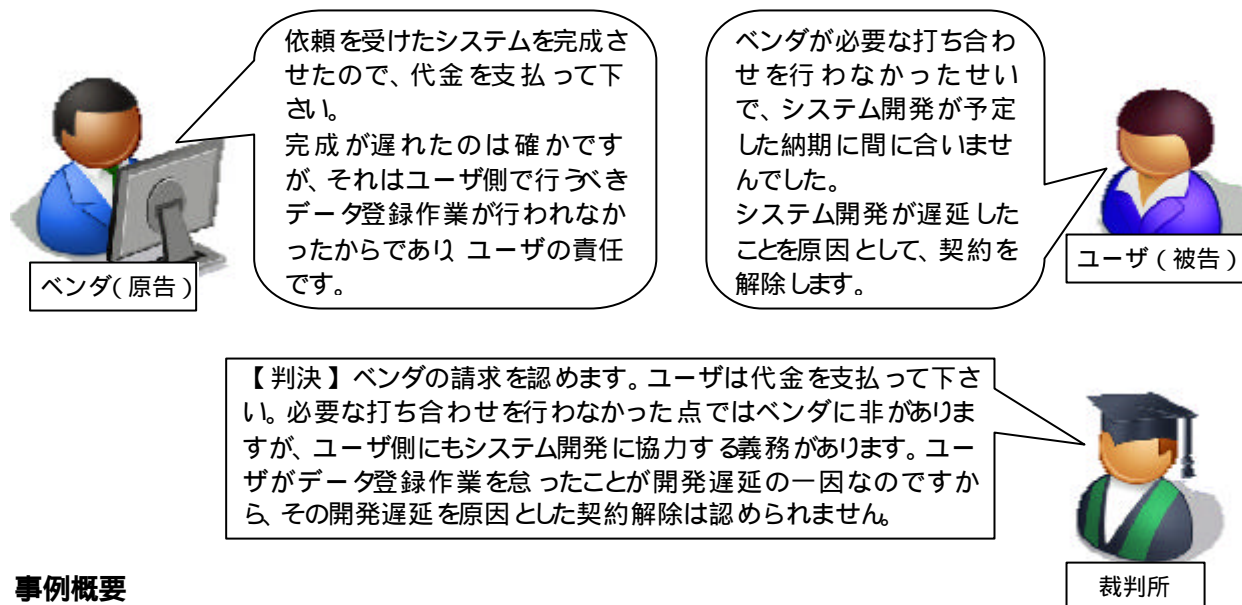 依頼を受けたシステムを完成さ
せたので、代金を支払って下
さい。
完成が遅れたのは確かです
が、それはユーザ側で行うべき
データ登録作業が行われなか
ったからであり、ユーザの責任
です。
ベンダ(原告)
ベンダが必要な打ち合わ
せを行わなかったせい
で、システム開発が予定
した納期に間に合いませ
んでした。
システム開発が遅延した
ことを原因として、契約を
解除します。
ユーザ(被告)
【判決】ベンダの請求を認めます。ユーザは代金を支払って下さ
い。必要な打ち合わせを行わなかった点ではベンダに非がありま
すが、ユーザ側にもシステム開発に協力する義務があります。ユー
ザがデータ登録作業を怠ったことが開発遅延の一因なのですか
ら、その開発遅延を原因とした契約解除は認められません。
裁判所
事例概要